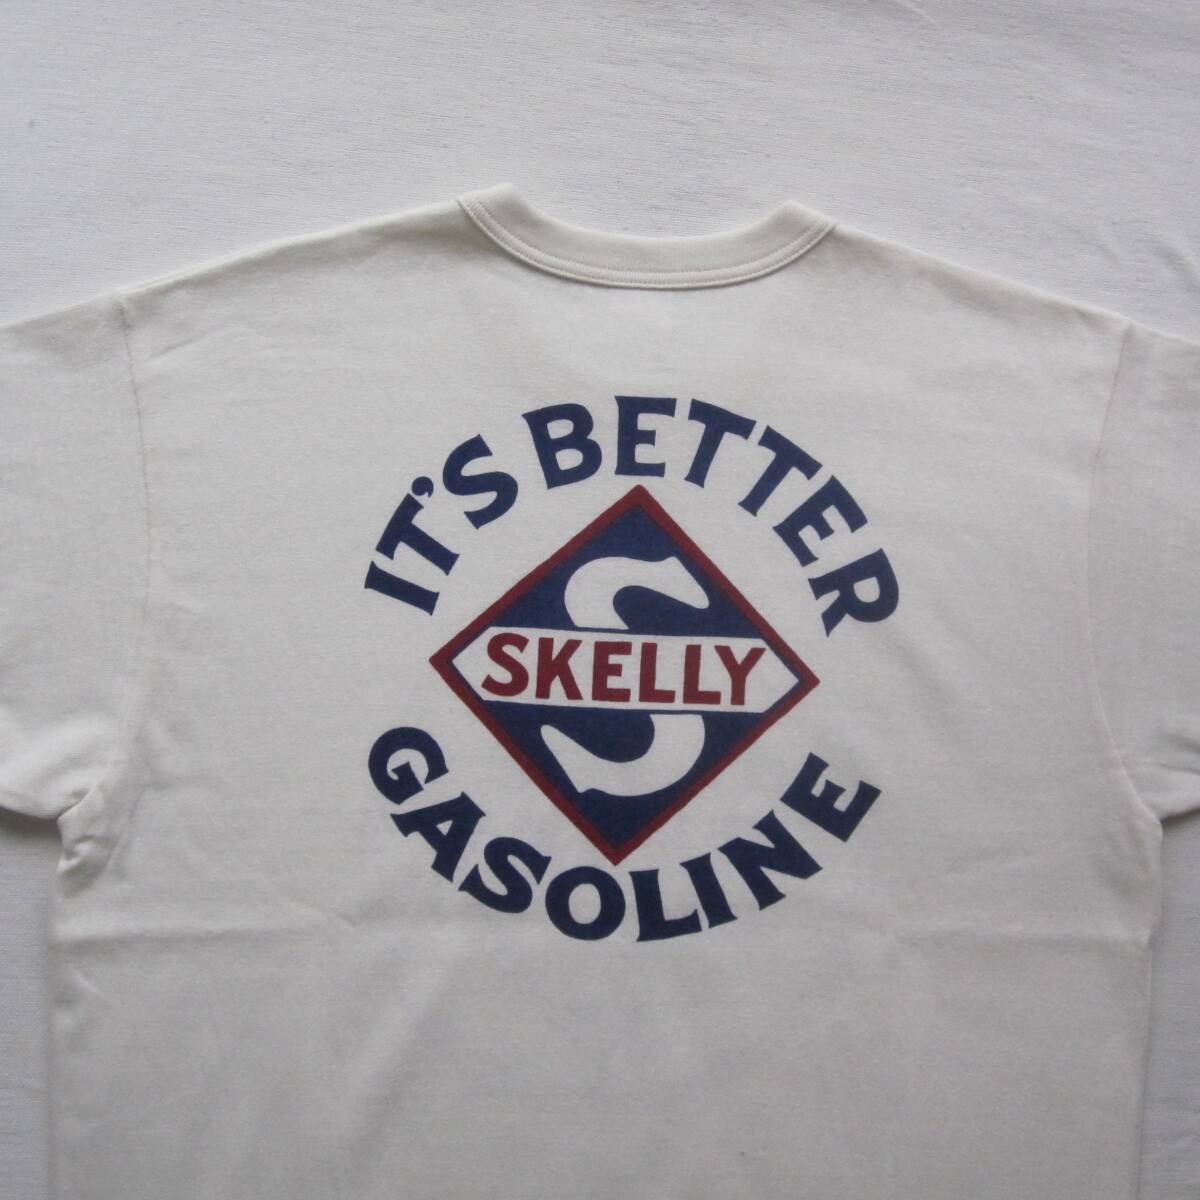 IT'S BETTER
S
SKELLY
GASOLINE